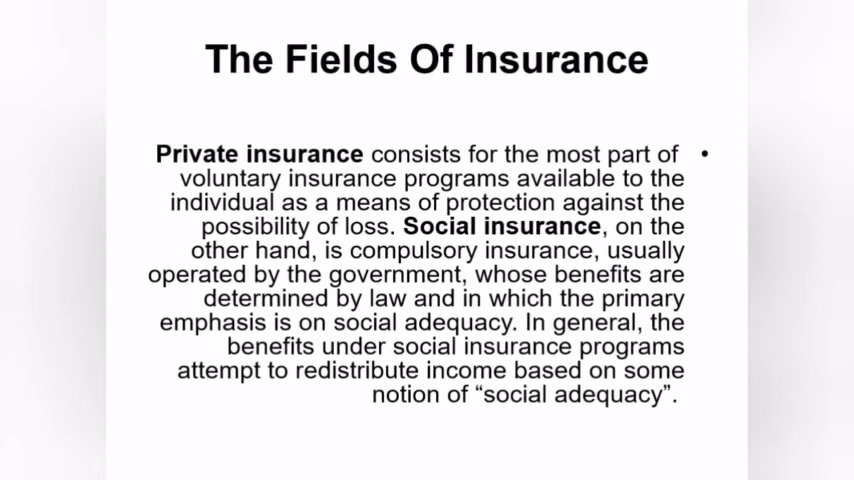 The Fields Of Insurance
• Private insurance consists for the most part of
voluntary insurance programs available to the
individual as a means of protection against the
possibility of loss. Social insurance, on the
other hand, is compulsory insurance, usually
operated by the government, whose benefits are
determined by law and in which the primary
emphasis is on social adequacy. In general, the
benefits under social insurance programs
attempt to redistribute income based on some
notion of “social adequacy”.